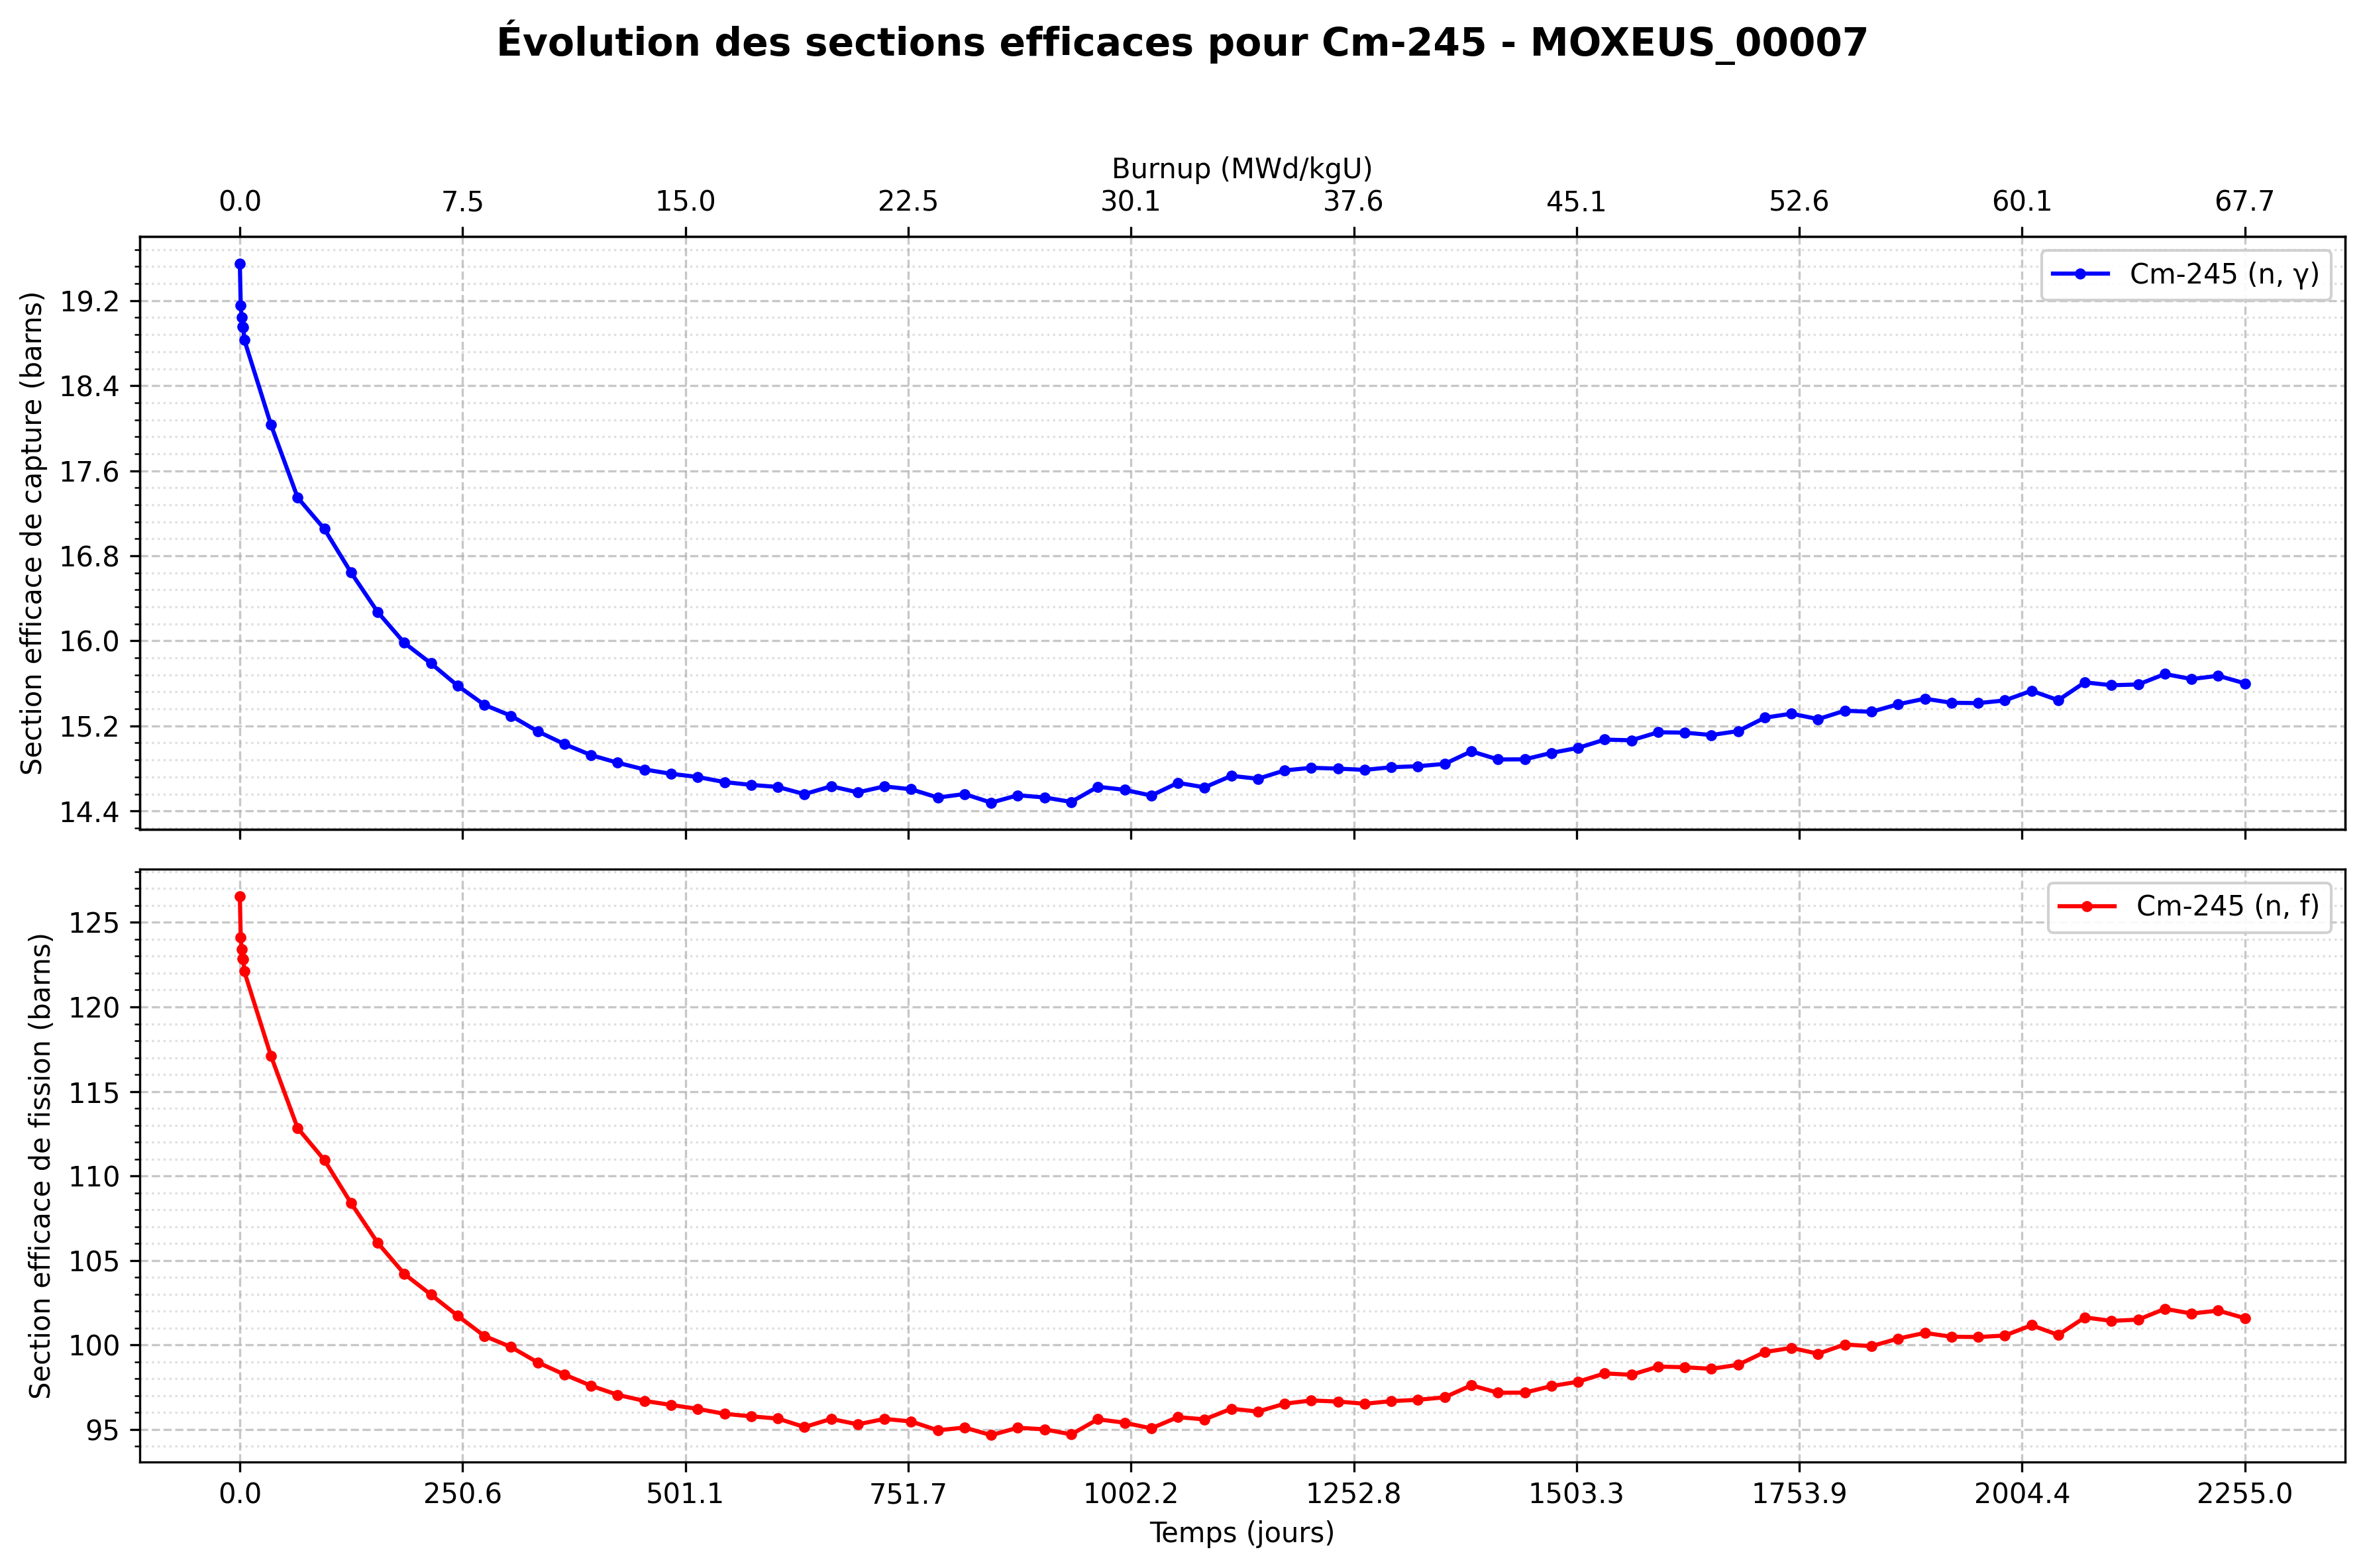 Évolution des sections efficaces pour Cm-245 - MOXEUS_00007
Burnup (MWd/kgU)
0.0 7.5 15.0 22.5 30.1 37.6 45.1 52.6 60.1 67.7
Section efficace de capture (barns)
19.2
18.4
17.6
16.8
16.0
15.2
14.4
Cm-245 (n, γ)
Section efficace de fission (barns)
125
120
115
110
105
100
95
Cm-245 (n, f)
0.0 250.6 501.1 751.7 1002.2 1252.8 1503.3 1753.9 2004.4 2255.0
Temps (jours)